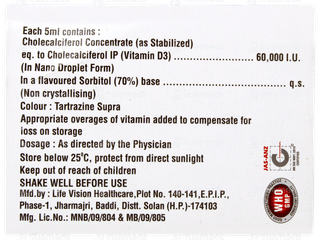 Each 5ml contains :
Cholecalciferol Concentrate (as Stabilized)
eq. to Cholecalciferol IP (Vitamin D3) 60,000 I.U.
(In Nano Droplet Form)
In a flavoured Sorbitol (70%) base q.s.
(Non crystallising)
Colour : Tartrazine Supra
Appropriate overages of vitamin added to compensate for
loss on storage
Dosage : As directed by the Physician
Store below 25°C, protect from direct sunlight
Keep out of reach of children
SHAKE WELL BEFORE USE
Mfd.by.: Life Vision Healthcare,Plot No. 140-141,E.P.I.P.,
Phase-1, Jharmajri, Baddi, Distt. Solan (H.P.)-174103
Mfg. Lic.No.: MNB/09/804 & MB/09/805
JAS-ANZ
WHO
GMP